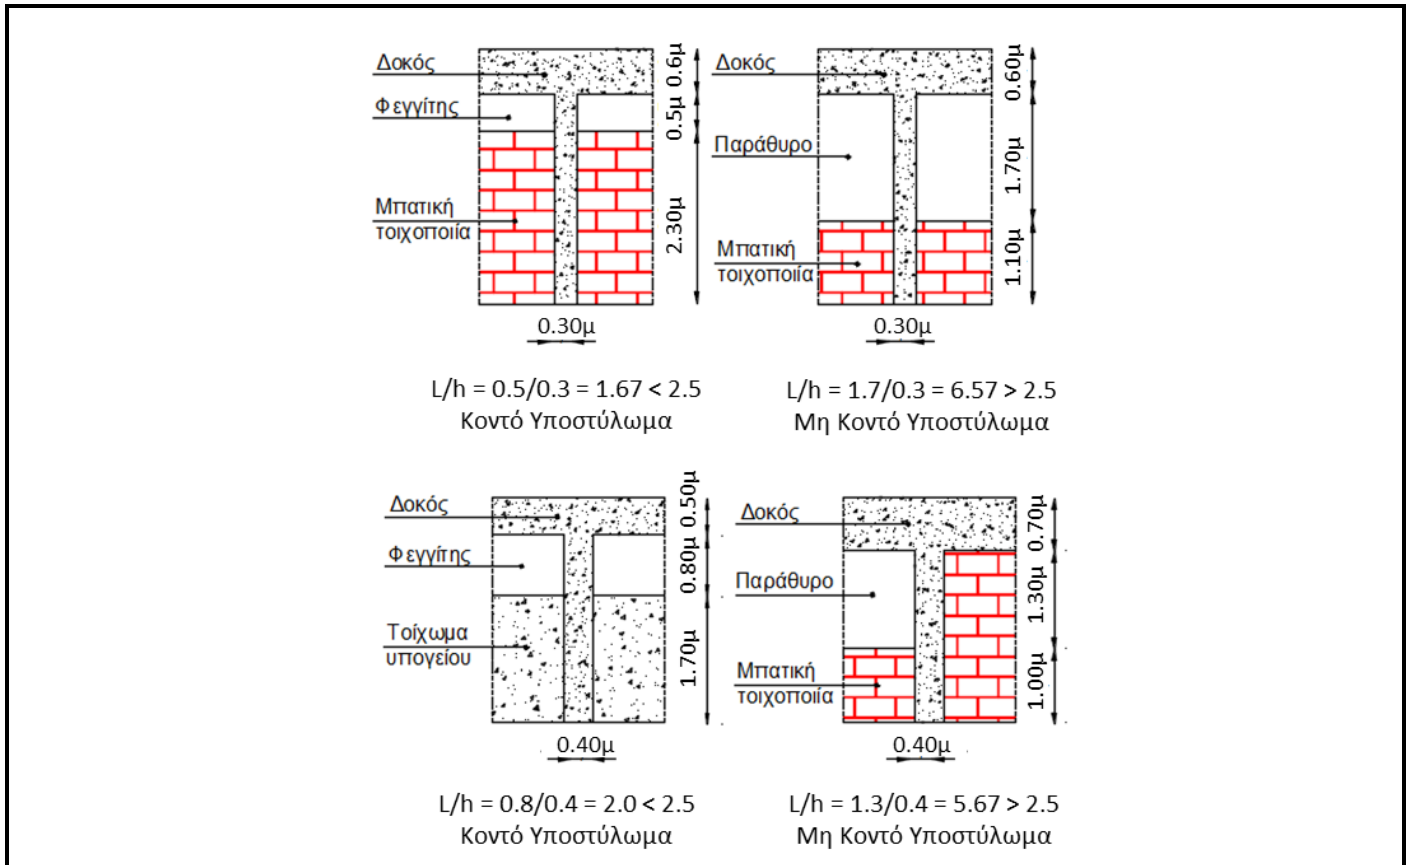 Δοκός
Φεγγίτης
Μπατική
τοιχοποιία
0.6μ
0.5μ
2.30μ
0.30μ
L/h = 0.5/0.3 = 1.67 < 2.5
Κοντό Υποστύλωμα
Δοκός
Παράθυρο
Μπατική
τοιχοποιία
0.60μ
1.70μ
1.10μ
0.30μ
L/h = 1.7/0.3 = 6.57 > 2.5
Μη Κοντό Υποστύλωμα
Δοκός
Φεγγίτης
Τοίχωμα
υπογείου
0.50μ
0.80μ
1.70μ
0.40μ
L/h = 0.8/0.4 = 2.0 < 2.5
Κοντό Υποστύλωμα
Δοκός
Παράθυρο
Μπατική
τοιχοποιία
0.70μ
1.30μ
1.00μ
0.40μ
L/h = 1.3/0.4 = 5.67 > 2.5
Μη Κοντό Υποστύλωμα